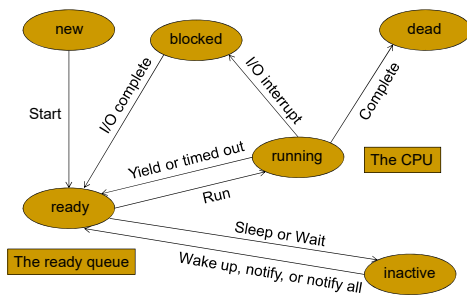 new
blocked
dead
Start
I/O complete
I/O interrupt
Complete
Yield or timed out
running
The CPU
Run
ready
Sleep or Wait
The ready queue
Wake up, notify, or notify all
inactive